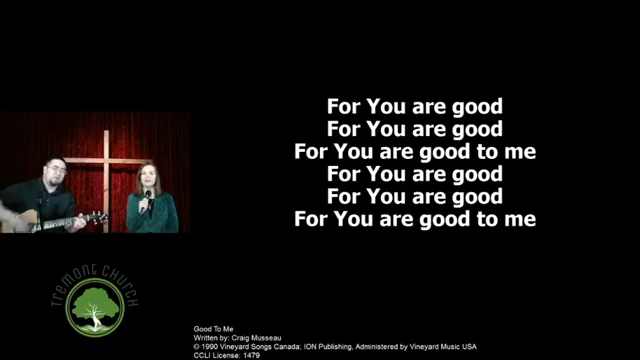 For You are good
For You are good
For You are good to me
For You are good
For You are good
For You are good to me
TREMONT CHURCH
Good To Me
Written by: Craig Musseau
© 1990 Vineyard Songs Canada; ION Publishing, Administered by Vineyard Music USA
CCLI License: 1479